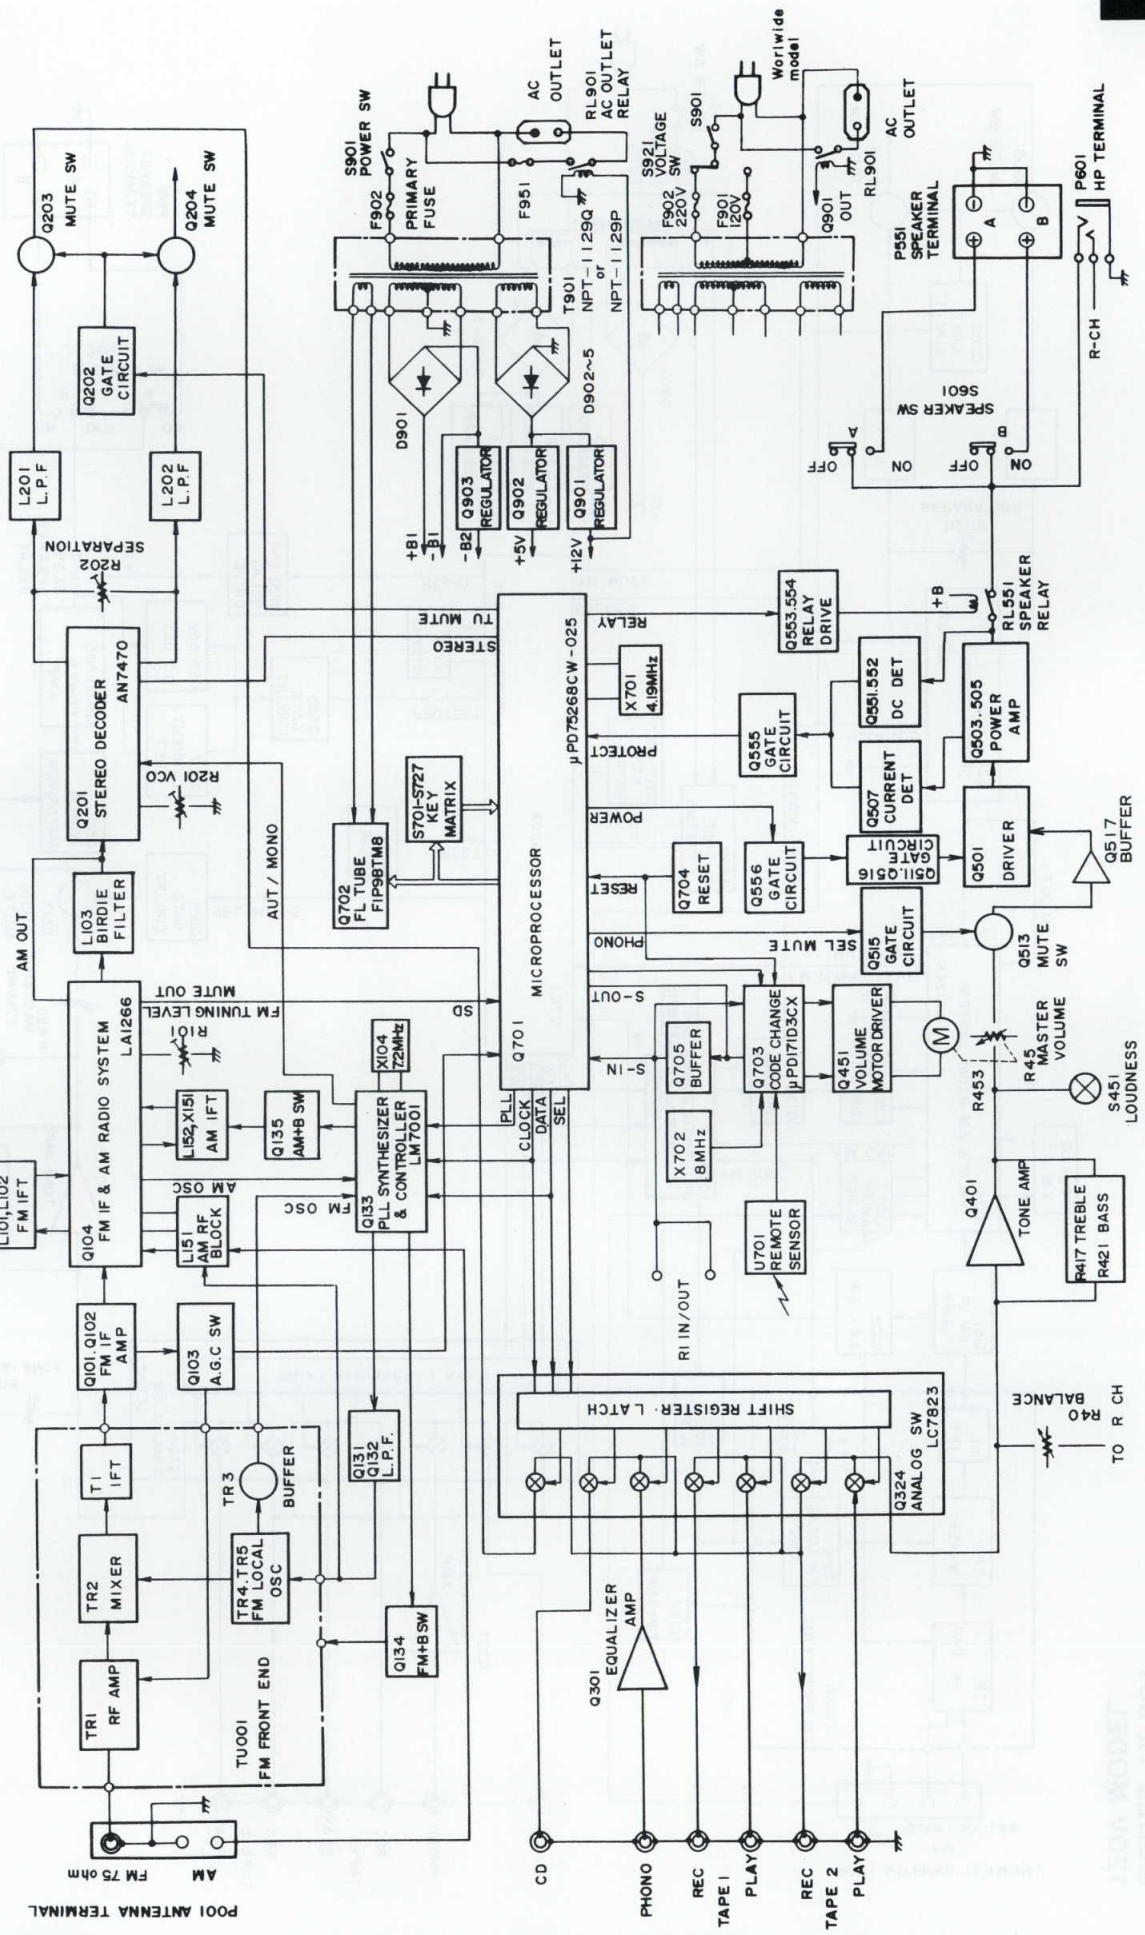 P001 ANTENNA TERMINAL
FM 75 ohm
AM
TU001
FM FRONT END
TR1
RF AMP
TR2
MIXER
T1
IFT
TR3
BUFFER
TR4.TR5
FM LOCAL
OSC
Q101.Q102
FM IF
AMP
Q103
A.G.C SW
L101,L102
FM IFT
Q104
FM IF & AM RADIO SYSTEM
LA1266
L151
AM RF
BLOCK
L152,X151
AM IFT
R101
FM TUNING LEVEL
MUTE OUT
AM OUT
AM OSC
FM OSC
Q135
AM+B SW
Q133
PLL SYNTHESIZER
& CONTROLLER
LM7001
X104
7.2MHz
Q131
Q132
L.P.F.
Q134
FM+B SW
L103
BIRDIE
FILTER
Q201
STEREO DECODER
AN7470
R201 VCO
AUT/MONO
R202
SEPARATION
L201
L.P.F
L202
L.P.F
Q202
GATE
CIRCUIT
Q203
MUTE SW
Q204
MUTE SW
S901
POWER SW
F902
PRIMARY
FUSE
F951
AC
OUTLET
RL901
AC OUTLET
RELAY
T901
NPT-1129Q
or
NPT-1129P
D901
D902~5
Q903
REGULATOR
Q902
REGULATOR
Q901
REGULATOR
+B1
-B1
-B2
+5V
+12V
S921
VOLTAGE
SW
S901
F902
220V
F901
120V
Q901
OUT
RL901
AC
OUTLET
Worlwide
model
Q702
FL TUBE
FIP9BTM8
S701-S727
KEY
MATRIX
Q701
MICROPROCESSOR
μPD75268CW-025
SD
STEREO
TU MUTE
PLL
CLOCK
DATA
SEL
S-IN
S-OUT
PHONO
RESET
POWER
PROTECT
RELAY
SEL MUTE
X701
4.19MHz
Q704
RESET
Q705
BUFFER
Q703
CODE CHANGE
μPD17103CX
X702
8MHz
U701
REMOTE
SENSOR
RI IN/OUT
Q451
VOLUME
MOTOR DRIVER
M
Q515
GATE
CIRCUIT
Q556
GATE
CIRCUIT
Q511.Q516
GATE
CIRCUIT
Q555
GATE
CIRCUIT
Q553.554
RELAY
DRIVE
Q551.552
DC DET
Q507
CURRENT
DET
Q501
DRIVER
Q503.505
POWER
AMP
+B
RL551
SPEAKER
RELAY
Q513
MUTE
SW
Q517
BUFFER
R453
R45
MASTER
VOLUME
S451
LOUDNESS
Q401
TONE AMP
R417 TREBLE
R421 BASS
R40
BALANCE
TO R CH
SHIFT REGISTER·LATCH
Q324
ANALOG SW
LC7823
Q301
EQUALIZER
AMP
CD
PHONO
REC
TAPE 1
PLAY
REC
TAPE 2
PLAY
S601
SPEAKER SW
A
OFF
ON
B
OFF
ON
P551
SPEAKER
TERMINAL
A
B
P601
HP TERMINAL
R-CH